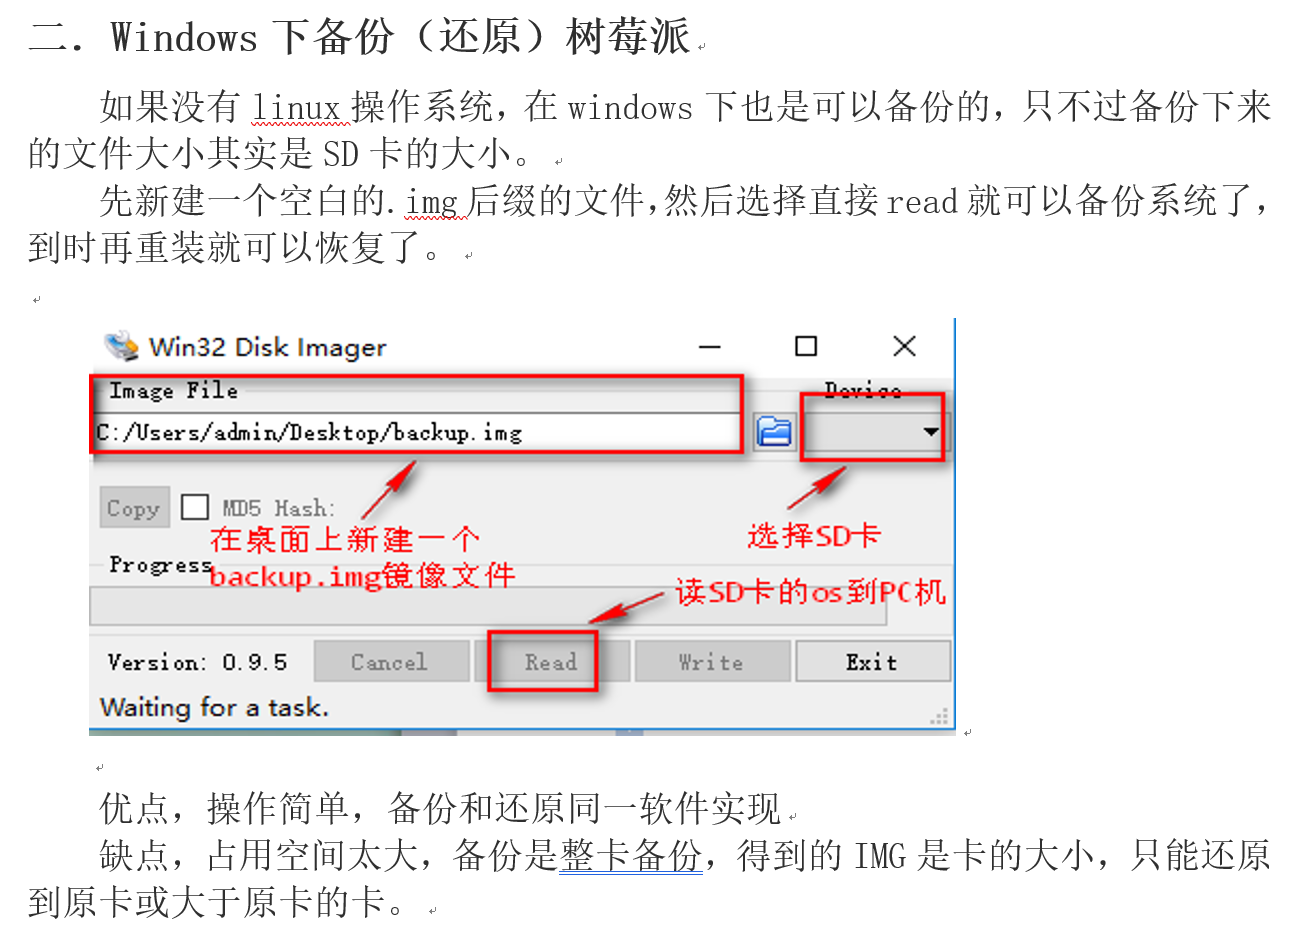 二．Windows 下备份（还原）树莓派
如果没有 linux 操作系统，在 windows 下也是可以备份的，只不过备份下来
的文件大小其实是 SD 卡的大小。
先新建一个空白的.img 后缀的文件，然后选择直接 read 就可以备份系统了，
到时再重装就可以恢复了。
Win32 Disk Imager
Image File
Device
C:/Users/admin/Desktop/backup.img
Copy
MD5 Hash:
在桌面上新建一个
backup.img镜像文件
选择SD卡
Progress
读SD卡的os到PC机
Version: 0.9.5
Cancel
Read
Write
Exit
Waiting for a task.
优点，操作简单，备份和还原同一软件实现
缺点，占用空间太大，备份是整卡备份，得到的 IMG 是卡的大小，只能还原
到原卡或大于原卡的卡。